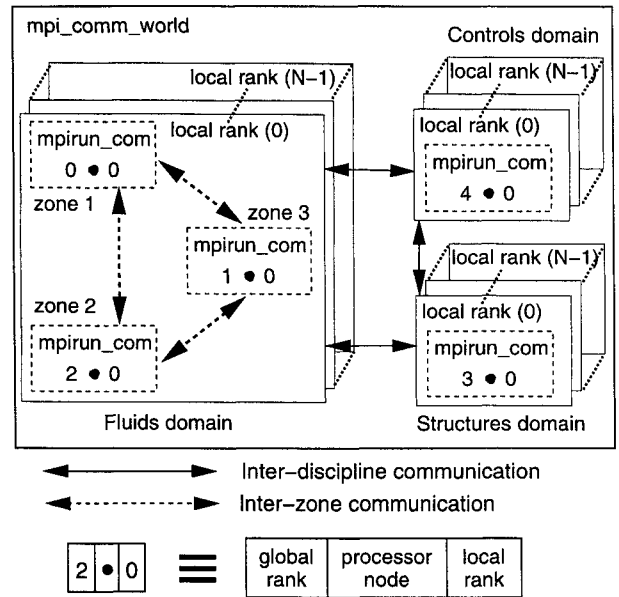 mpi_comm_world
Controls domain
local rank (N−1)
local rank (0)
mpirun_com
0 • 0
zone 1
zone 3
mpirun_com
1 • 0
zone 2
mpirun_com
2 • 0
Fluids domain
local rank (N−1)
local rank (0)
mpirun_com
4 • 0
local rank (N−1)
local rank (0)
mpirun_com
3 • 0
Structures domain
Inter−discipline communication
Inter−zone communication
2 • 0 ≡ global rank
processor node
local rank